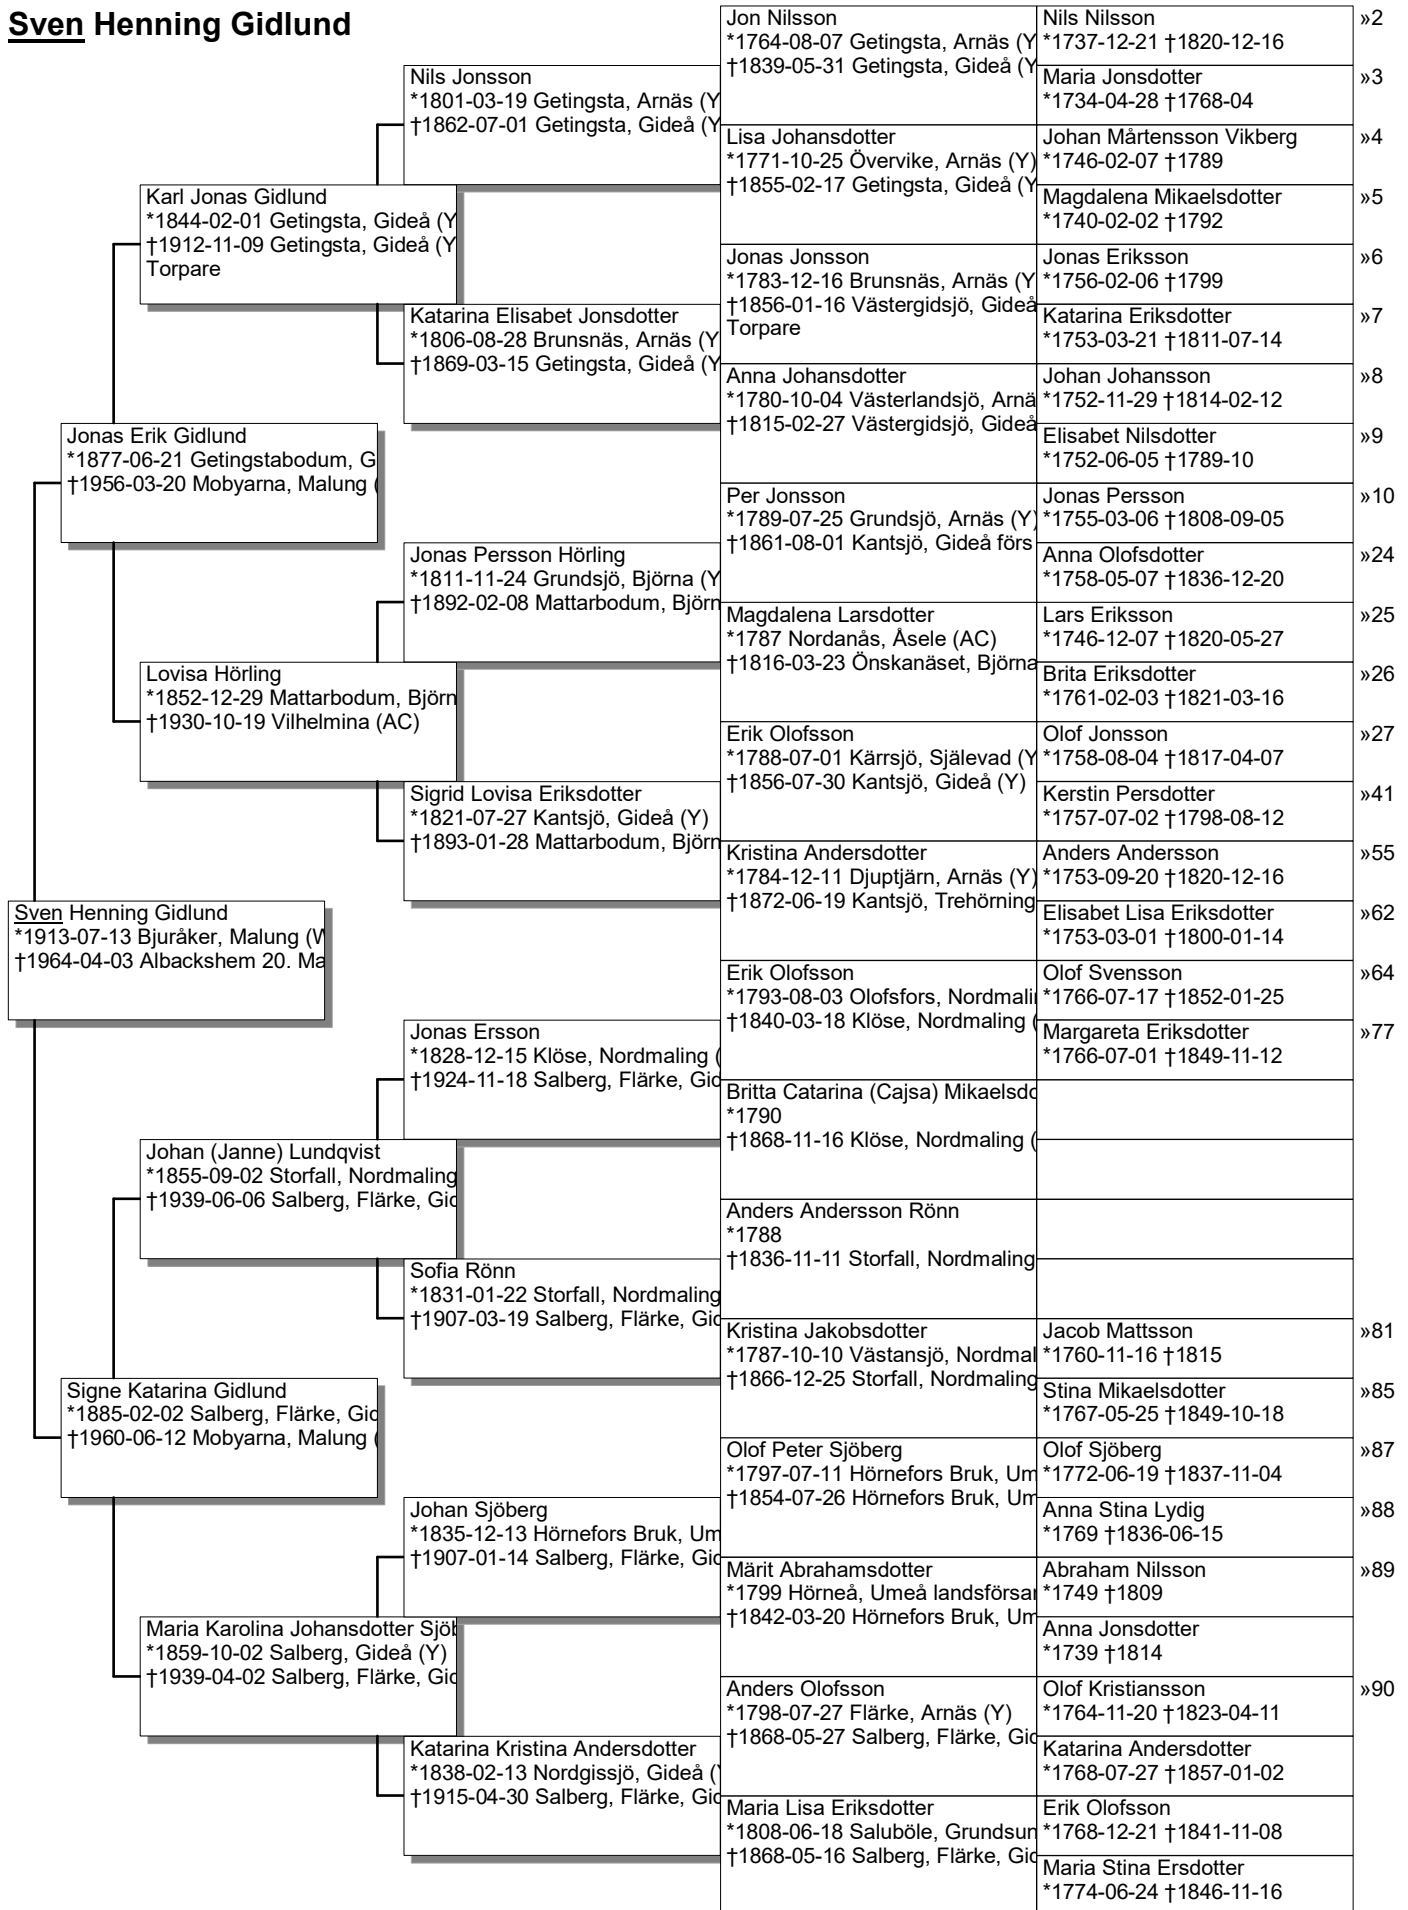 Sven Henning Gidlund
Sven Henning Gidlund
*1913-07-13 Bjuråker, Malung (W
†1964-04-03 Albackshem 20. Ma
Jonas Erik Gidlund
*1877-06-21 Getingstabodum, G
†1956-03-20 Mobyarna, Malung (
Signe Katarina Gidlund
*1885-02-02 Salberg, Flärke, Gid
†1960-06-12 Mobyarna, Malung (
Karl Jonas Gidlund
*1844-02-01 Getingsta, Gideå (Y
†1912-11-09 Getingsta, Gideå (Y
Torpare
Lovisa Hörling
*1852-12-29 Mattarbodum, Björn
†1930-10-19 Vilhelmina (AC)
Johan (Janne) Lundqvist
*1855-09-02 Storfall, Nordmaling
†1939-06-06 Salberg, Flärke, Gid
Maria Karolina Johansdotter Sjöb
*1859-10-02 Salberg, Gideå (Y)
†1939-04-02 Salberg, Flärke, Gid
Nils Jonsson
*1801-03-19 Getingsta, Arnäs (Y
†1862-07-01 Getingsta, Gideå (Y
Katarina Elisabet Jonsdotter
*1806-08-28 Brunsnäs, Arnäs (Y
†1869-03-15 Getingsta, Gideå (Y
Jonas Persson Hörling
*1811-11-24 Grundsjö, Björna (Y
†1892-02-08 Mattarbodum, Björn
Sigrid Lovisa Eriksdotter
*1821-07-27 Kantsjö, Gideå (Y)
†1893-01-28 Mattarbodum, Björn
Jonas Ersson
*1828-12-15 Klöse, Nordmaling (
†1924-11-18 Salberg, Flärke, Gid
Sofia Rönn
*1831-01-22 Storfall, Nordmaling
†1907-03-19 Salberg, Flärke, Gid
Johan Sjöberg
*1835-12-13 Hörnefors Bruk, Um
†1907-01-14 Salberg, Flärke, Gid
Katarina Kristina Andersdotter
*1838-02-13 Nordgissjö, Gideå (Y
†1915-04-30 Salberg, Flärke, Gid
Jon Nilsson
*1764-08-07 Getingsta, Arnäs (Y
†1839-05-31 Getingsta, Gideå (Y
Lisa Johansdotter
*1771-10-25 Övervike, Arnäs (Y)
†1855-02-17 Getingsta, Gideå (Y
Jonas Jonsson
*1783-12-16 Brunsnäs, Arnäs (Y
†1856-01-16 Västergidsjö, Gideå
Torpare
Anna Johansdotter
*1780-10-04 Västerlandsjö, Arnä
†1815-02-27 Västergidsjö, Gideå
Per Jonsson
*1789-07-25 Grundsjö, Arnäs (Y)
†1861-08-01 Kantsjö, Gideå förs
Magdalena Larsdotter
*1787 Nordanås, Åsele (AC)
†1816-03-23 Önskanäset, Björna
Erik Olofsson
*1788-07-01 Kärrsjö, Själevad (Y
†1856-07-30 Kantsjö, Gideå (Y)
Kristina Andersdotter
*1784-12-11 Djuptjärn, Arnäs (Y)
†1872-06-19 Kantsjö, Trehörning
Erik Olofsson
*1793-08-03 Olofsfors, Nordmalin
†1840-03-18 Klöse, Nordmaling (
Britta Catarina (Cajsa) Mikaelsdo
*1790
†1868-11-16 Klöse, Nordmaling (
Anders Andersson Rönn
*1788
†1836-11-11 Storfall, Nordmaling
Kristina Jakobsdotter
*1787-10-10 Västansjö, Nordmal
†1866-12-25 Storfall, Nordmaling
Olof Peter Sjöberg
*1797-07-11 Hörnefors Bruk, Um
†1854-07-26 Hörnefors Bruk, Um
Märit Abrahamsdotter
*1799 Hörneå, Umeå landsförsar
†1842-03-20 Hörnefors Bruk, Um
Anders Olofsson
*1798-07-27 Flärke, Arnäs (Y)
†1868-05-27 Salberg, Flärke, Gid
Maria Lisa Eriksdotter
*1808-06-18 Saluböle, Grundsun
†1868-05-16 Salberg, Flärke, Gid
Nils Nilsson »2
*1737-12-21 †1820-12-16
Maria Jonsdotter »3
*1734-04-28 †1768-04
Johan Mårtensson Vikberg »4
*1746-02-07 †1789
Magdalena Mikaelsdotter »5
*1740-02-02 †1792
Jonas Eriksson »6
*1756-02-06 †1799
Katarina Eriksdotter »7
*1753-03-21 †1811-07-14
Johan Johansson »8
*1752-11-29 †1814-02-12
Elisabet Nilsdotter »9
*1752-06-05 †1789-10
Jonas Persson »10
*1755-03-06 †1808-09-05
Anna Olofsdotter »24
*1758-05-07 †1836-12-20
Lars Eriksson »25
*1746-12-07 †1820-05-27
Brita Eriksdotter »26
*1761-02-03 †1821-03-16
Olof Jonsson »27
*1758-08-04 †1817-04-07
Kerstin Persdotter »41
*1757-07-02 †1798-08-12
Anders Andersson »55
*1753-09-20 †1820-12-16
Elisabet Lisa Eriksdotter »62
*1753-03-01 †1800-01-14
Olof Svensson »64
*1766-07-17 †1852-01-25
Margareta Eriksdotter »77
*1766-07-01 †1849-11-12
Jacob Mattsson »81
*1760-11-16 †1815
Stina Mikaelsdotter »85
*1767-05-25 †1849-10-18
Olof Sjöberg »87
*1772-06-19 †1837-11-04
Anna Stina Lydig »88
*1769 †1836-06-15
Abraham Nilsson »89
*1749 †1809
Anna Jonsdotter
*1739 †1814
Olof Kristiansson »90
*1764-11-20 †1823-04-11
Katarina Andersdotter
*1768-07-27 †1857-01-02
Erik Olofsson
*1768-12-21 †1841-11-08
Maria Stina Ersdotter
*1774-06-24 †1846-11-16